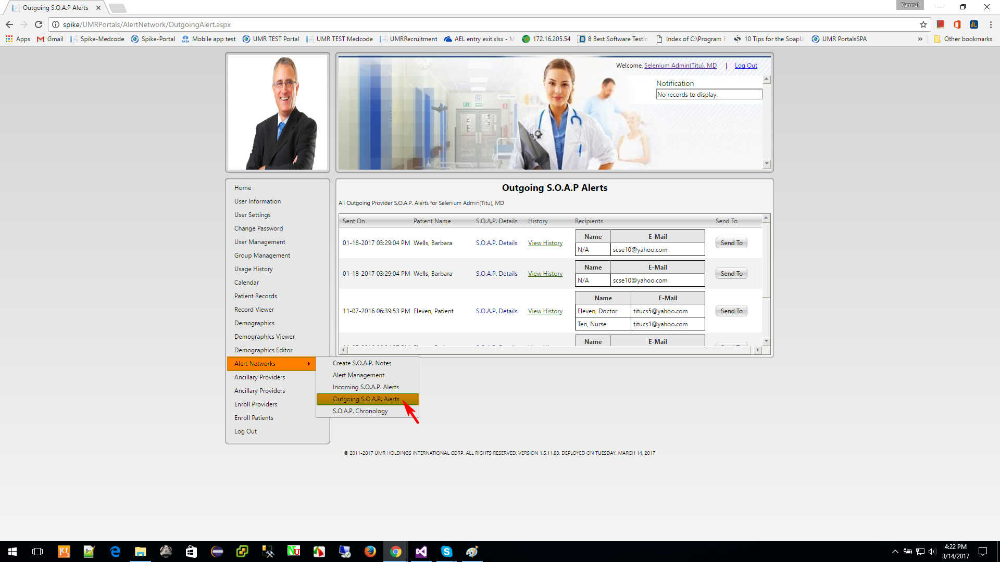 Outgoing S.O.A.P Alerts
Kamrul
spike/UMRPortals/AlertNetwork/OutgoingAlert.aspx
Apps Gmail Spike-Medcode Spike-Portal Mobile app test UMR TEST Portal UMR TEST Medcode UMRRecruitment AEL entry exit.xlsx - M 172.16.205.54 8 Best Software Testin Index of C:\Program F 10 Tips for the SoapU UMR PortalsSPA » Other bookmarks
Welcome, Selenium Admin(Titu), MD | Log Out
Notification
No records to display.
Home
User Information
User Settings
Change Password
User Management
Group Management
Usage History
Calendar
Patient Records
Record Viewer
Demographics
Demographics Viewer
Demographics Editor
Alert Networks
Ancillary Providers
Ancillary Providers
Enroll Providers
Enroll Patients
Log Out
Create S.O.A.P. Notes
Alert Management
Incoming S.O.A.P. Alerts
Outgoing S.O.A.P. Alerts
S.O.A.P. Chronology
Outgoing S.O.A.P Alerts
All Outgoing Provider S.O.A.P. Alerts for Selenium Admin(Titu), MD
Sent On Patient Name S.O.A.P. Details History Recipients Send To
Name E-Mail
01-18-2017 03:29:04 PM Wells, Barbara S.O.A.P. Details View History Send To
N/A scse10@yahoo.com
Name E-Mail
01-18-2017 03:29:04 PM Wells, Barbara S.O.A.P. Details View History Send To
N/A scse10@yahoo.com
Name E-Mail
11-07-2016 06:39:53 PM Eleven, Patient S.O.A.P. Details View History Eleven, Doctor titucs5@yahoo.com Send To
Ten, Nurse titucs1@yahoo.com
Name E-Mail
© 2011-2017 UMR HOLDINGS INTERNATIONAL CORP. ALL RIGHTS RESERVED. VERSION 1.5.11.83. DEPLOYED ON TUESDAY, MARCH 14, 2017
4:22 PM
3/14/2017